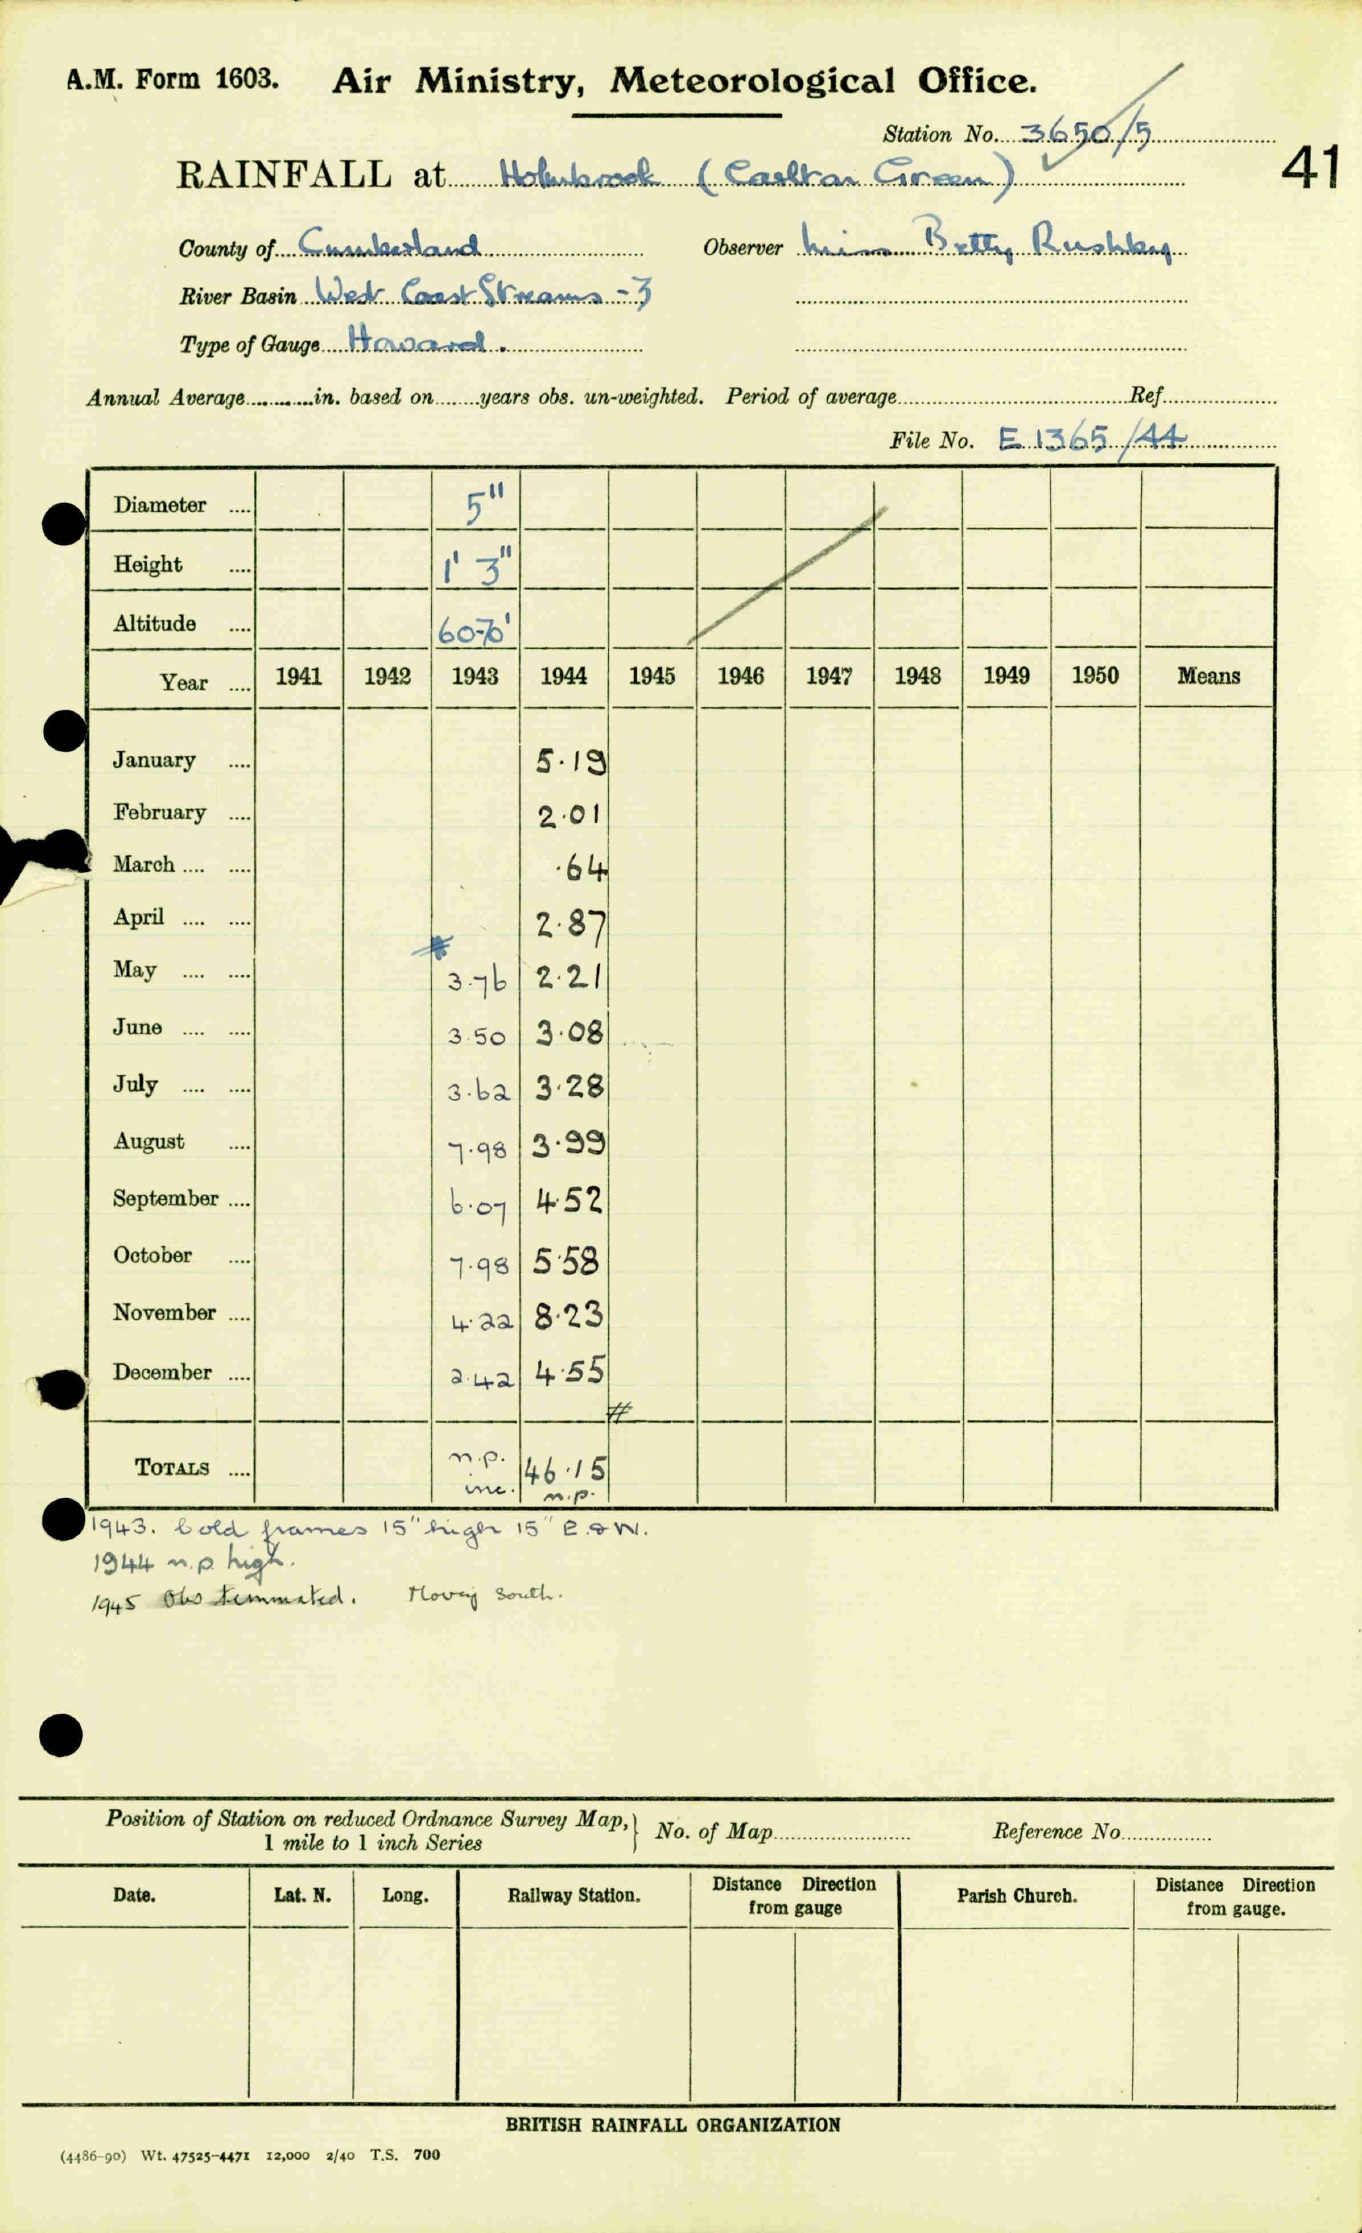 A.M. Form 1603. Air Ministry, Meteorological Office.
Station No. 3650/5
41
RAINFALL at Holmbrook (Carlton Green)
County of Cumberland Observer Miss Betty Rushby
River Basin West Coast Streams - 3
Type of Gauge Howard.
Annual Average............in. based on........years obs. un-weighted. Period of average.................... Ref....................
File No. E 1365/44
Diameter .... 5"
Height .... 1' 3"
Altitude .... 60-70'
Year .... 1941 1942 1943 1944 1945 1946 1947 1948 1949 1950 Means
January .... 5.19
February .... 2.01
March .... .... .64
April .... .... 2.87
May .... .... 3.76 2.21
June .... .... 3.50 3.08
July .... .... 3.62 3.28
August .... 7.98 3.99
September .... 6.07 4.52
October .... 7.98 5.58
November .... 4.22 8.23
December .... 2.42 4.55
#
TOTALS .... n.p. inc. 46.15 n.p.
1943. Cold frames 15" high 15" E. & W.
1944 n.p. high.
1945 Obs terminated. Moving South.
Position of Station on reduced Ordnance Survey Map, } No. of Map.................... Reference No................
1 mile to 1 inch Series
Date. Lat. N. Long. Railway Station. Distance Direction from gauge Parish Church. Distance Direction from gauge.
BRITISH RAINFALL ORGANIZATION
(4486-90) Wt. 47525-4471 12,000 2/40 T.S. 700